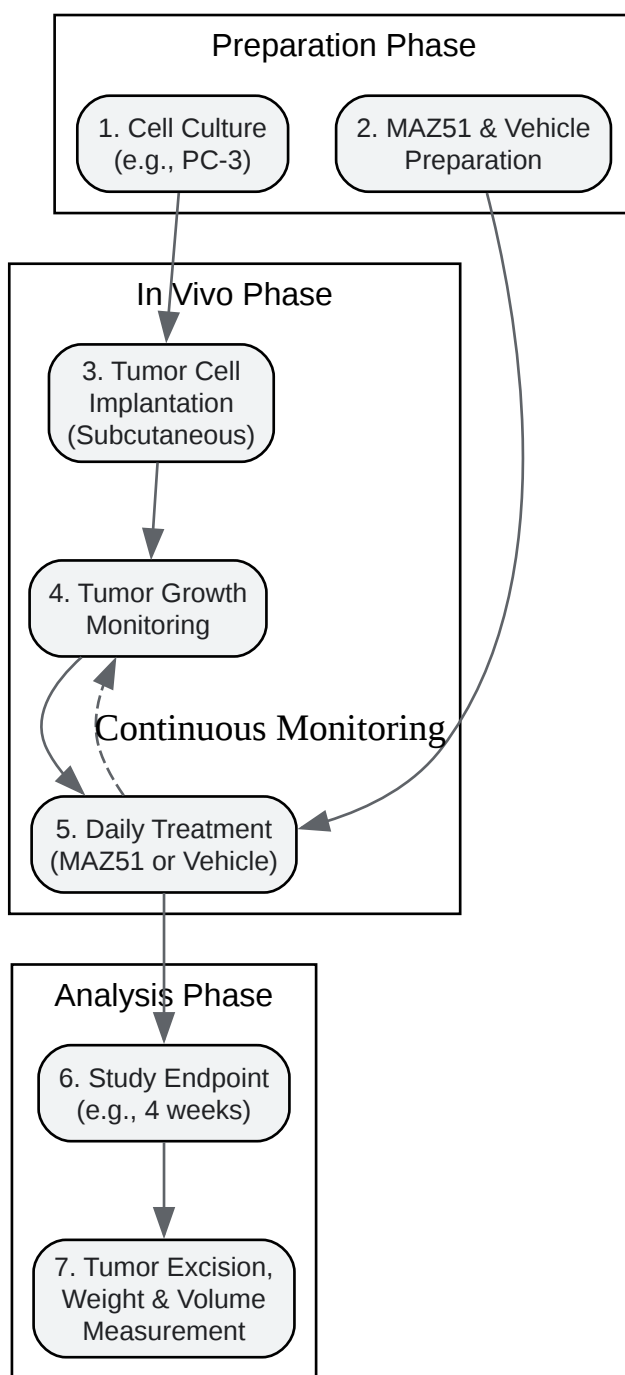 Preparation Phase
1. Cell Culture
(e.g., PC-3)
2. MAZ51 & Vehicle
Preparation
In Vivo Phase
3. Tumor Cell
Implantation
(Subcutaneous)
4. Tumor Growth
Monitoring
Continuous Monitoring
5. Daily Treatment
(MAZ51 or Vehicle)
Analysis Phase
6. Study Endpoint
(e.g., 4 weeks)
7. Tumor Excision,
Weight & Volume
Measurement